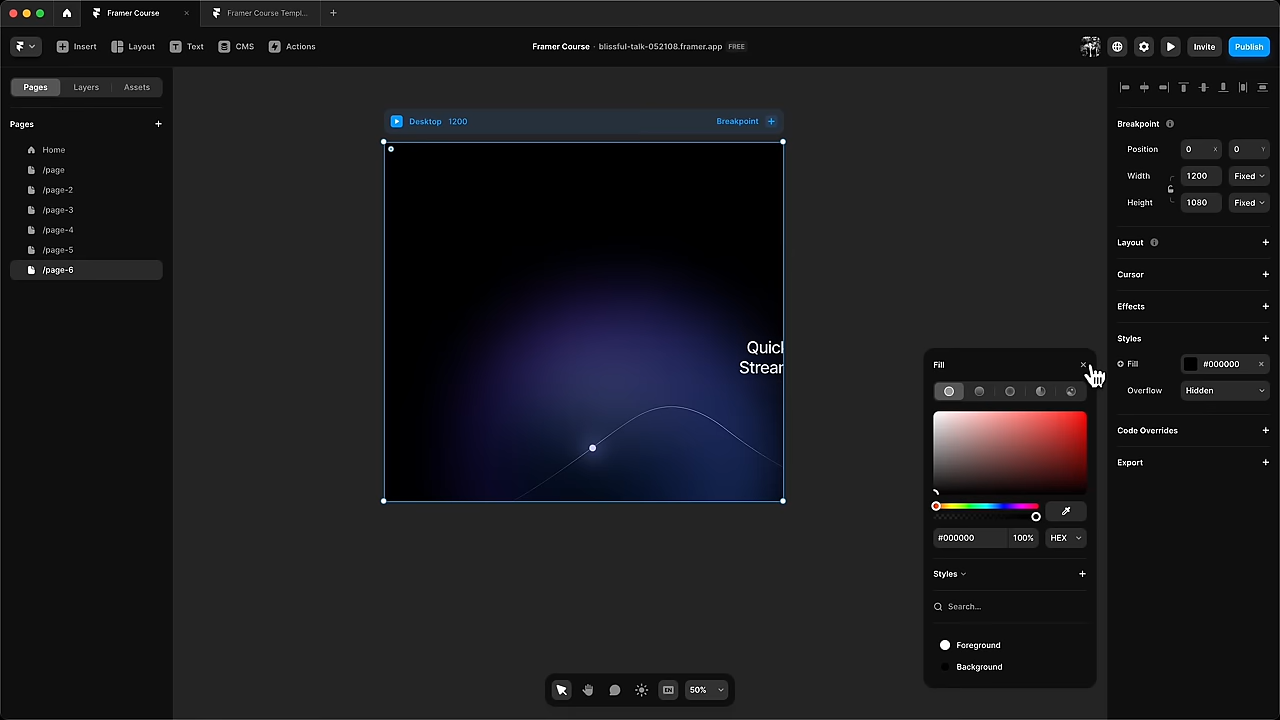 Framer Course
Framer Course Templ...
Insert
Layout
Text
CMS
Actions
Framer Course · blissful-talk-052108.framer.app FREE
Invite
Publish
Pages
Layers
Assets
Pages
Home
/page
/page-2
/page-3
/page-4
/page-5
/page-6
Desktop 1200
Breakpoint
Quick
Strear
EN
50%
Breakpoint
Position 0 X 0 Y
Width 1200 Fixed
Height 1080 Fixed
Layout
Cursor
Effects
Styles
Fill #000000
Overflow Hidden
Code Overrides
Export
Fill
#000000 100% HEX
Styles
Search...
Foreground
Background